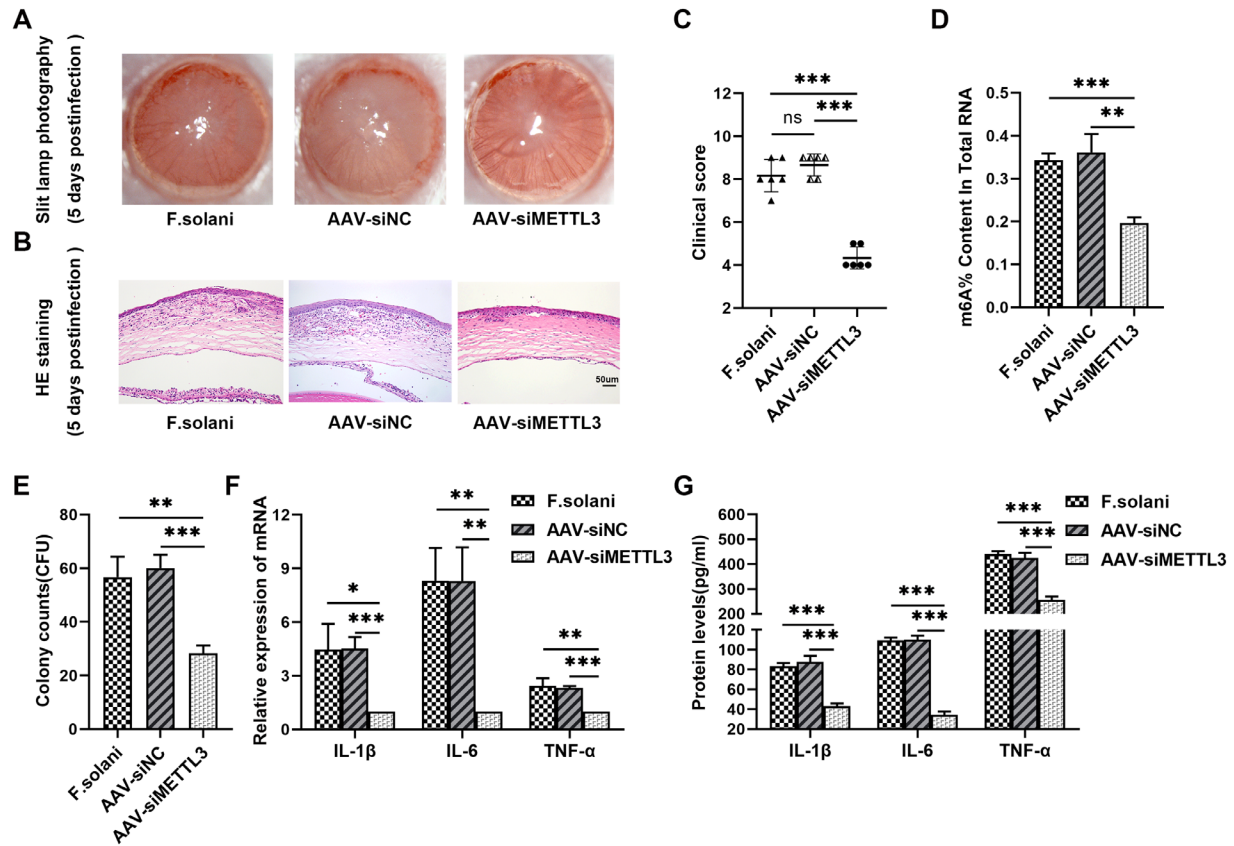 A
Slit lamp photography
(5 days postinfection )
F.solani
AAV-siNC
AAV-siMETTL3
B
HE staining
(5 days postinfection )
50um
F.solani
AAV-siNC
AAV-siMETTL3
C
Clinical score
12
10
8
6
4
2
***
***
ns
F.solani
AAV-siNC
AAV-siMETTL3
D
m6A% Content In Total RNA
0.5
0.4
0.3
0.2
0.1
0.0
***
**
F.solani
AAV-siNC
AAV-siMETTL3
E
Colony counts(CFU)
80
60
40
20
0
**
***
F.solani
AAV-siNC
AAV-siMETTL3
F
Relative expression of mRNA
12
9
6
3
0
*
***
**
**
**
***
IL-1β
IL-6
TNF-α
F.solani
AAV-siNC
AAV-siMETTL3
G
Protein levels(pg/ml)
700
600
500
400
300
200
120
100
80
60
40
20
***
***
***
***
***
***
IL-1β
IL-6
TNF-α
F.solani
AAV-siNC
AAV-siMETTL3